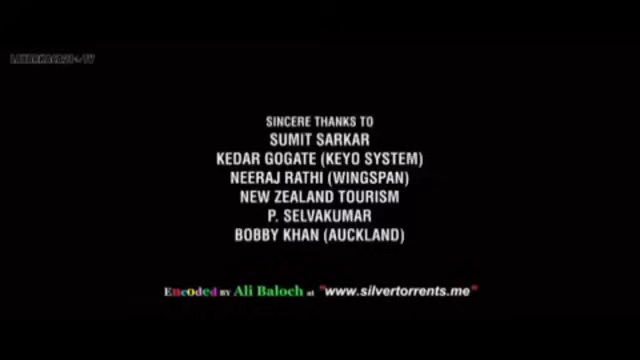 SINCERE THANKS TO
SUMIT SARKAR
KEDAR GOGATE (KEYO SYSTEM)
NEERAJ RATHI (WINGSPAN)
NEW ZEALAND TOURISM
P. SELVAKUMAR
BOBBY KHAN (AUCKLAND)
Encoded BY Ali Baloch at "www.silvertorrents.me"